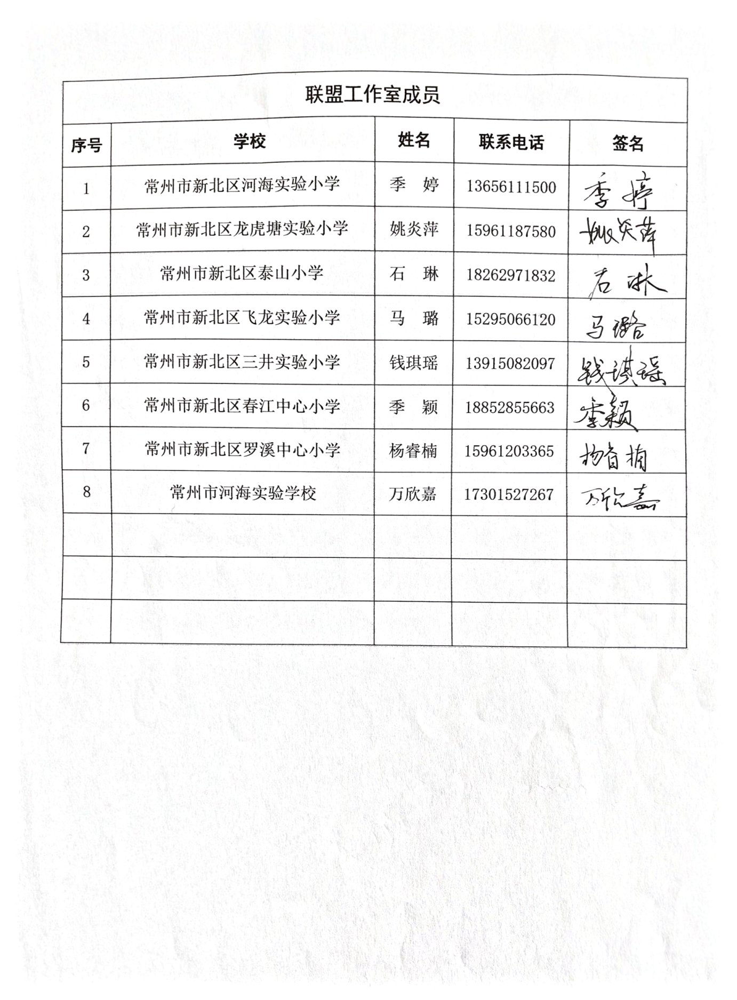 联盟工作室成员
序号 学校 姓名 联系电话 签名
1 常州市新北区河海实验小学 季 婷 13656111500 季婷
2 常州市新北区龙虎塘实验小学 姚炎萍 15961187580 姚炎萍
3 常州市新北区泰山小学 石 琳 18262971832 石琳
4 常州市新北区飞龙实验小学 马 璐 15295066120 马璐
5 常州市新北区三井实验小学 钱琪瑶 13915082097 钱琪瑶
6 常州市新北区春江中心小学 季 颖 18852855663 季颖
7 常州市新北区罗溪中心小学 杨睿楠 15961203365 杨睿楠
8 常州市河海实验学校 万欣嘉 17301527267 万欣嘉